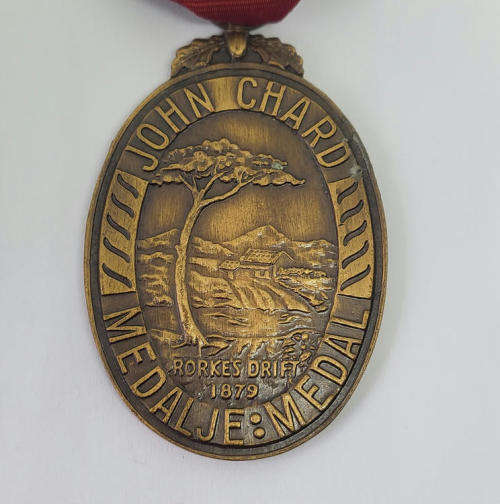 JOHN CHARD
RORKES DRIFT
1879
MEDALJE : MEDAL